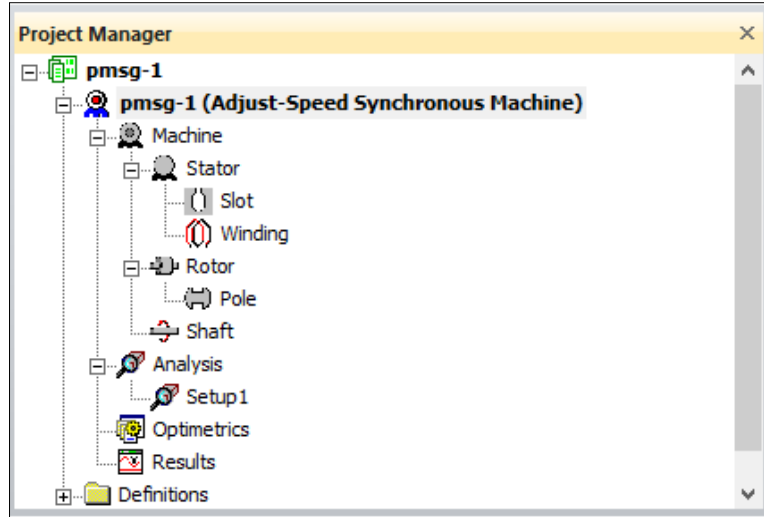 Project Manager
pmsg-1
pmsg-1 (Adjust-Speed Synchronous Machine)
Machine
Stator
Slot
Winding
Rotor
Pole
Shaft
Analysis
Setup1
Optimetrics
Results
Definitions